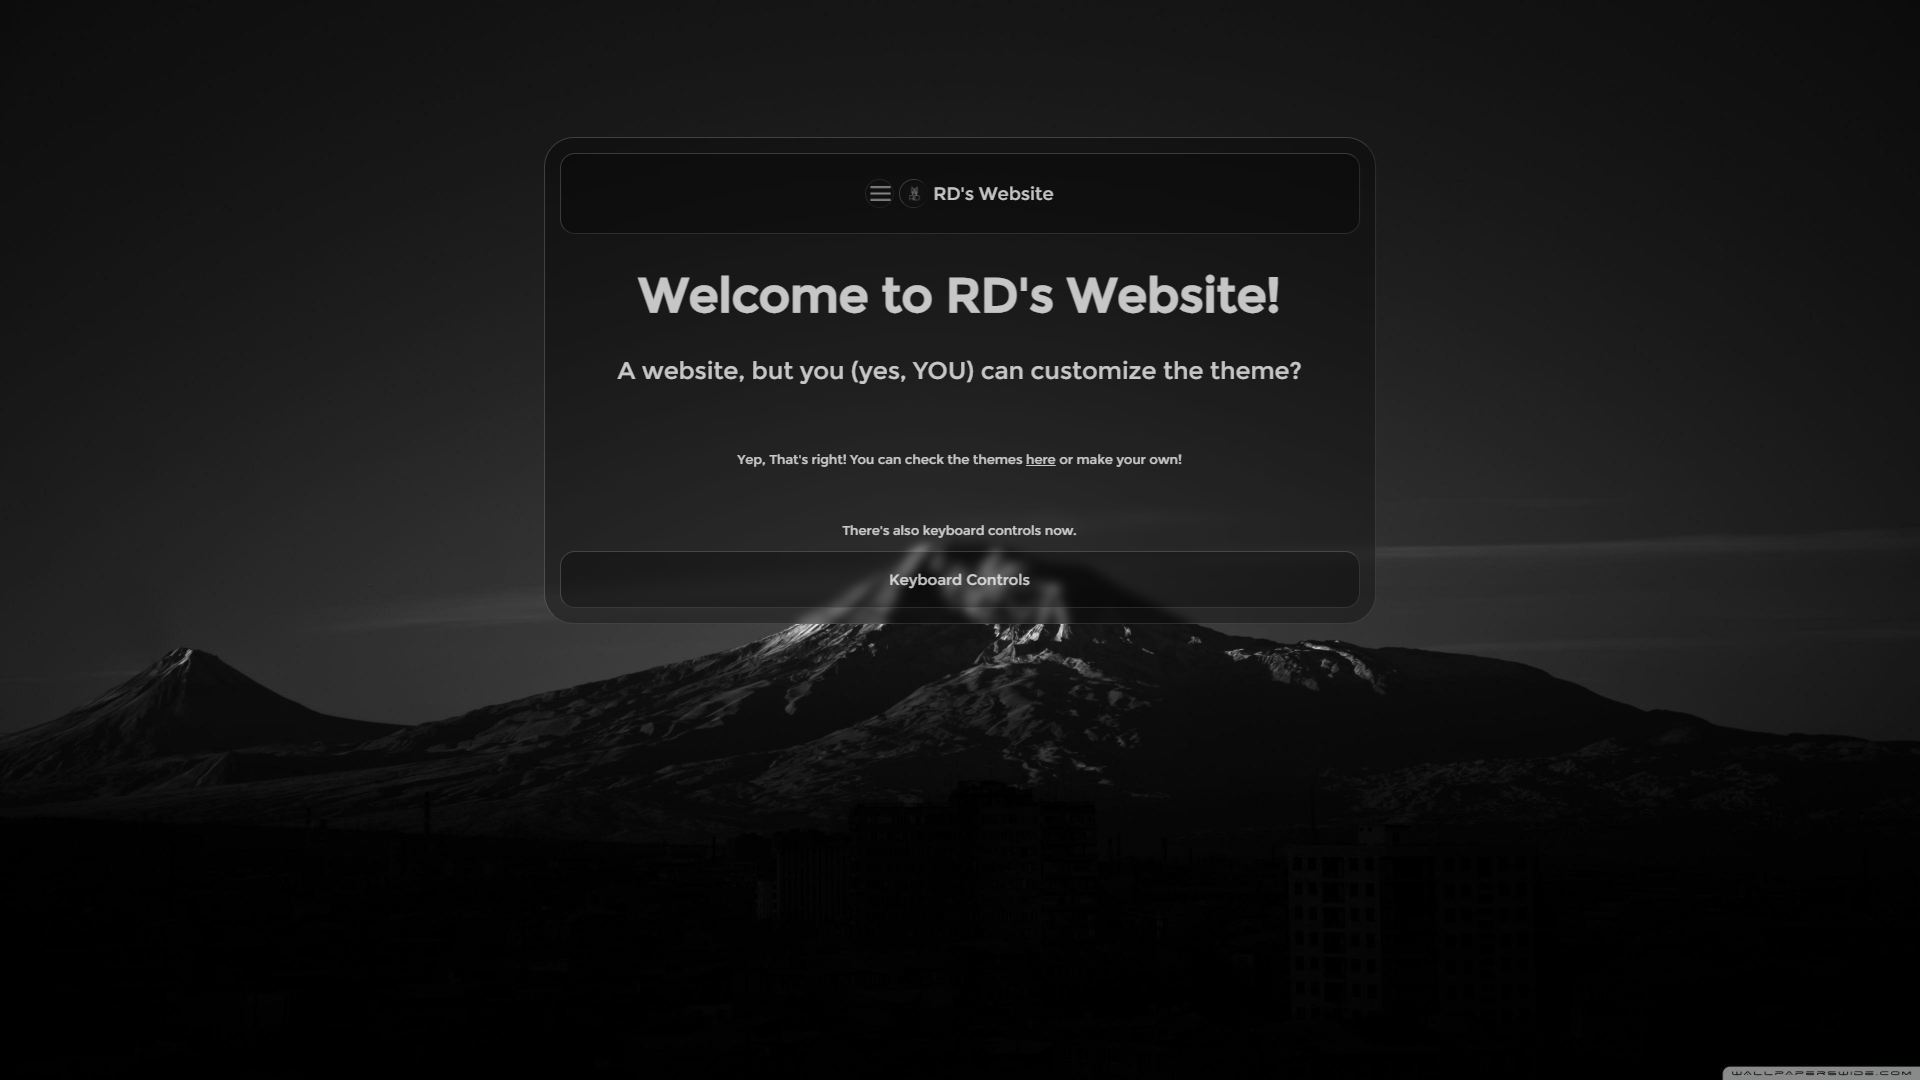 RD's Website
Welcome to RD's Website!
A website, but you (yes, YOU) can customize the theme?
Yep, That's right! You can check the themes here or make your own!
There's also keyboard controls now.
Keyboard Controls
WALLPAPERSWIDE.COM